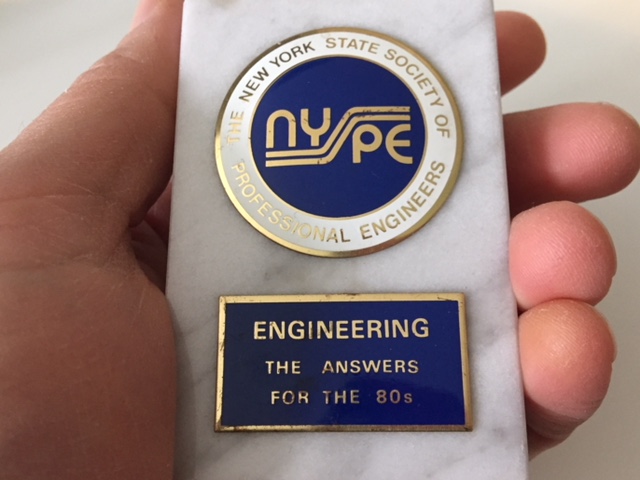 THE NEW YORK STATE SOCIETY OF
PROFESSIONAL ENGINEERS
NYSPE
ENGINEERING
THE ANSWERS
FOR THE 80s